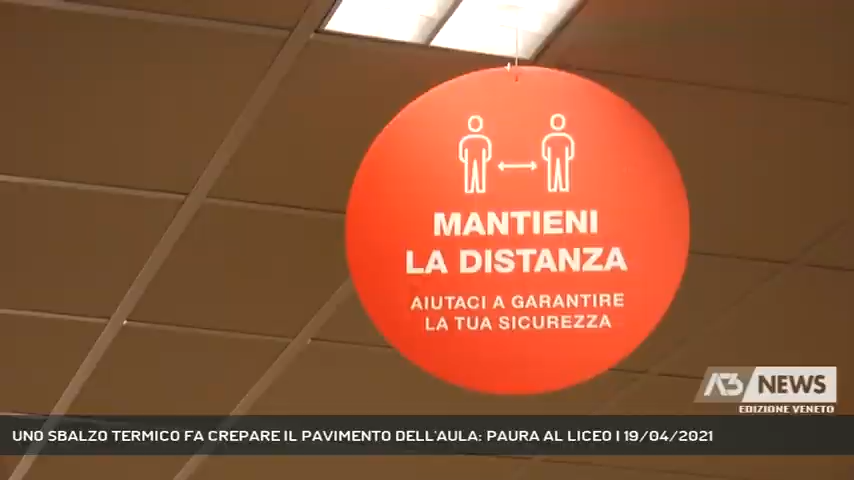 MANTIENI
LA DISTANZA
AIUTACI A GARANTIRE
LA TUA SICUREZZA
A3 NEWS
EDIZIONE VENETO
UNO SBALZO TERMICO FA CREPARE IL PAVIMENTO DELL'AULA: PAURA AL LICEO | 19/04/2021